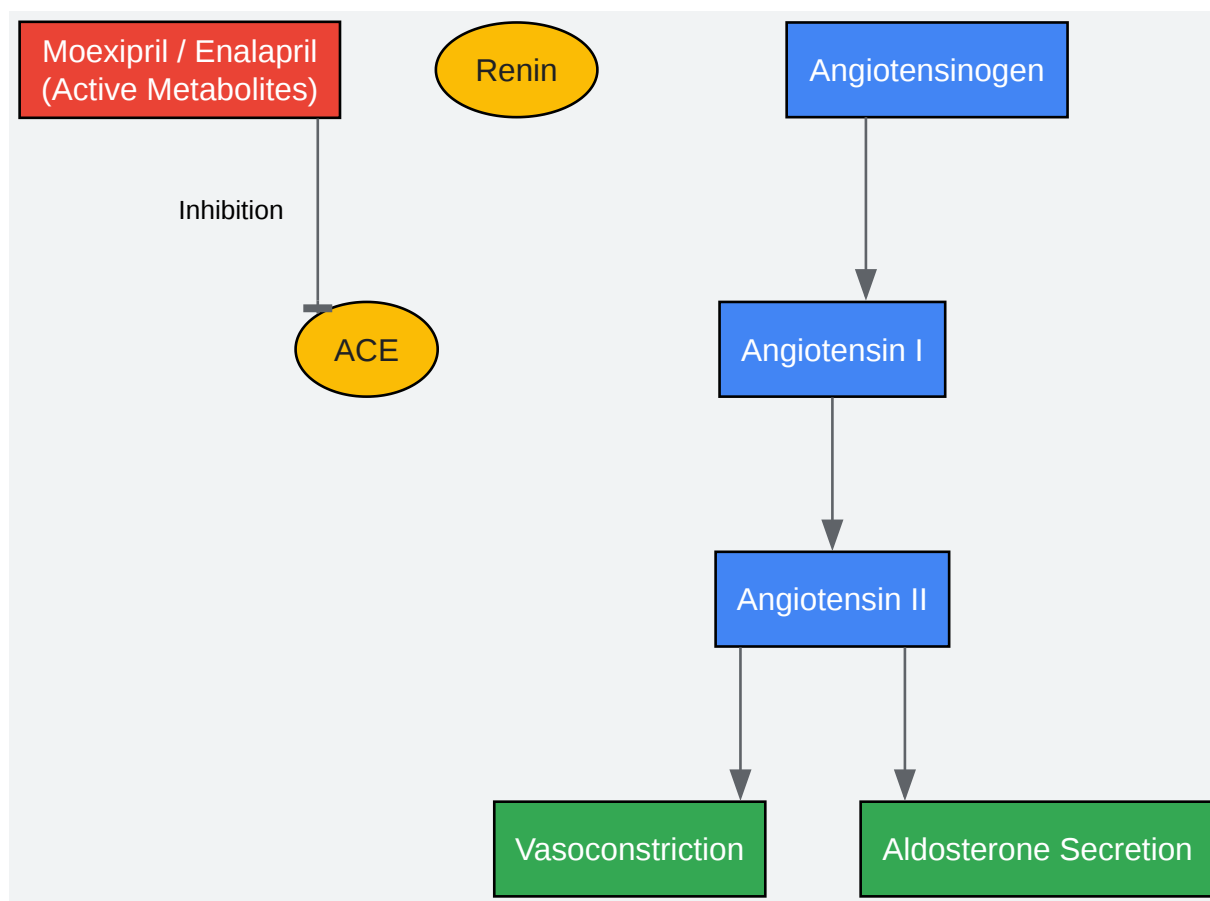 Moexipril / Enalapril
(Active Metabolites)
Renin
Angiotensinogen
Inhibition
ACE
Angiotensin I
Angiotensin II
Vasoconstriction
Aldosterone Secretion